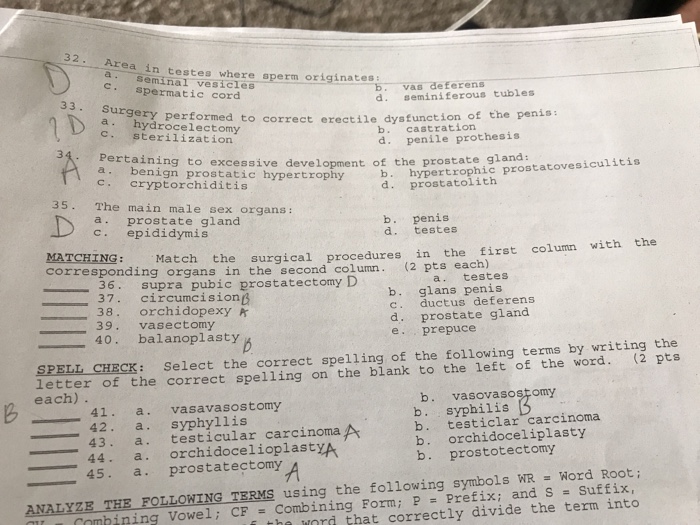 32. Area in testes where sperm originates:
a. seminal vesicles b. vas deferens
D c. spermatic cord d. seminiferous tubles
33. Surgery performed to correct erectile dysfunction of the penis:
?D a. hydrocelectomy b. castration
c. sterilization d. penile prothesis
34. Pertaining to excessive development of the prostate gland:
A a. benign prostatic hypertrophy b. hypertrophic prostatovesiculitis
c. cryptorchiditis d. prostatolith
35. The main male sex organs:
D a. prostate gland b. penis
c. epididymis d. testes
MATCHING: Match the surgical procedures in the first column with the
corresponding organs in the second column. (2 pts each)
36. supra pubic prostatectomy D a. testes
37. circumcision B b. glans penis
38. orchidopexy A c. ductus deferens
39. vasectomy d. prostate gland
40. balanoplasty B e. prepuce
SPELL CHECK: Select the correct spelling of the following terms by writing the
letter of the correct spelling on the blank to the left of the word. (2 pts
each).
B 41. a. vasavasostomy b. vasovasostomy
42. a. syphyllis b. syphilis B
43. a. testicular carcinoma A b. testiclar carcinoma
44. a. orchidocelioplasty A b. orchidoceliplasty
45. a. prostatectomy A b. prostotectomy
ANALYZE THE FOLLOWING TERMS using the following symbols WR = Word Root;
Combining Vowel; CF = Combining Form; P = Prefix; and S = Suffix,
the word that correctly divide the term into